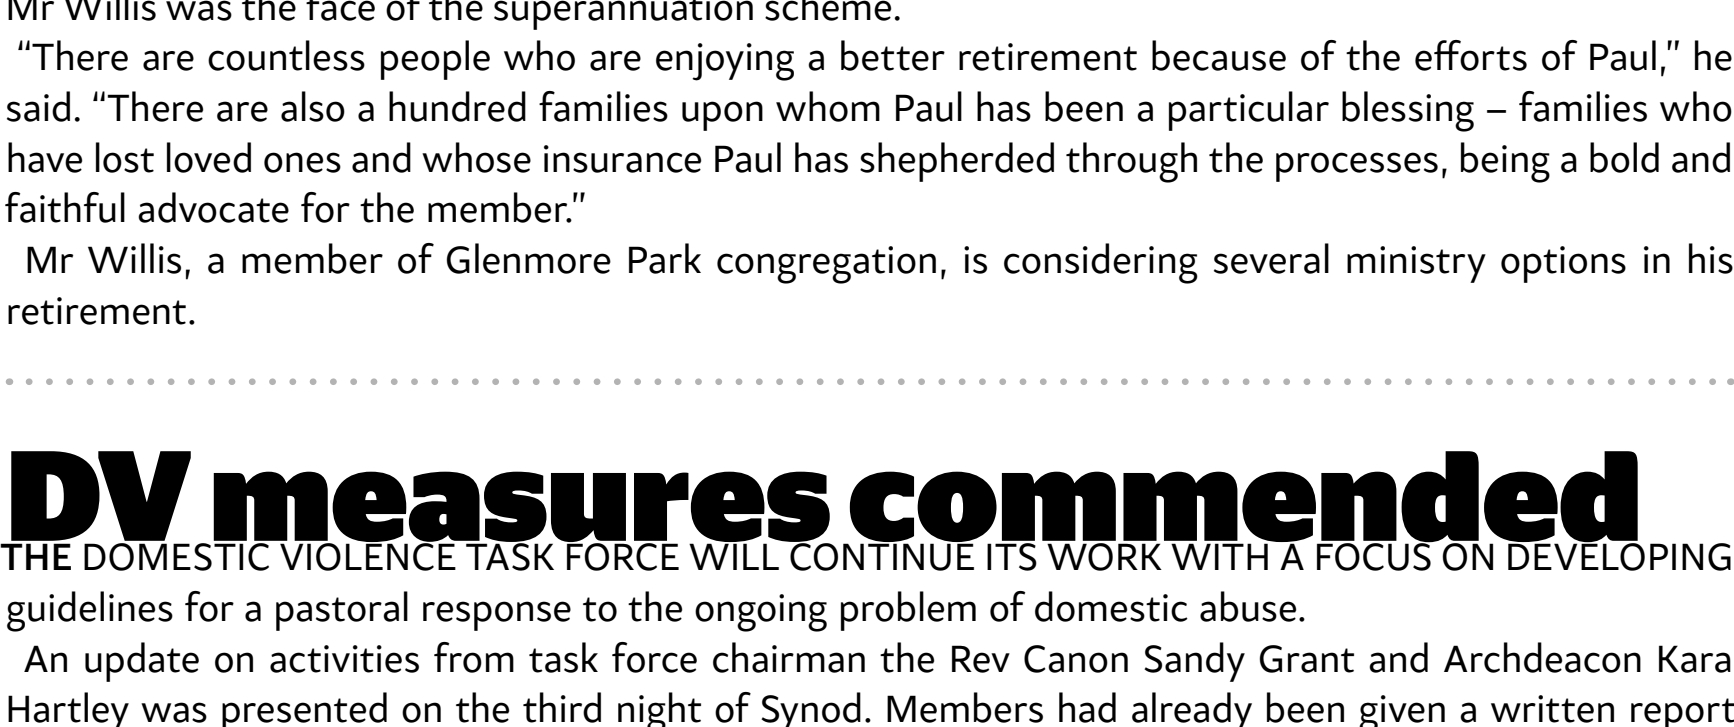 Mr Willis was the face of the superannuation scheme.
“There are countless people who are enjoying a better retirement because of the efforts of Paul,” he
said. “There are also a hundred families upon whom Paul has been a particular blessing – families who
have lost loved ones and whose insurance Paul has shepherded through the processes, being a bold and
faithful advocate for the member.”
Mr Willis, a member of Glenmore Park congregation, is considering several ministry options in his
retirement.
DV measures commended
THE DOMESTIC VIOLENCE TASK FORCE WILL CONTINUE ITS WORK WITH A FOCUS ON DEVELOPING
guidelines for a pastoral response to the ongoing problem of domestic abuse.
An update on activities from task force chairman the Rev Canon Sandy Grant and Archdeacon Kara
Hartley was presented on the third night of Synod. Members had already been given a written report